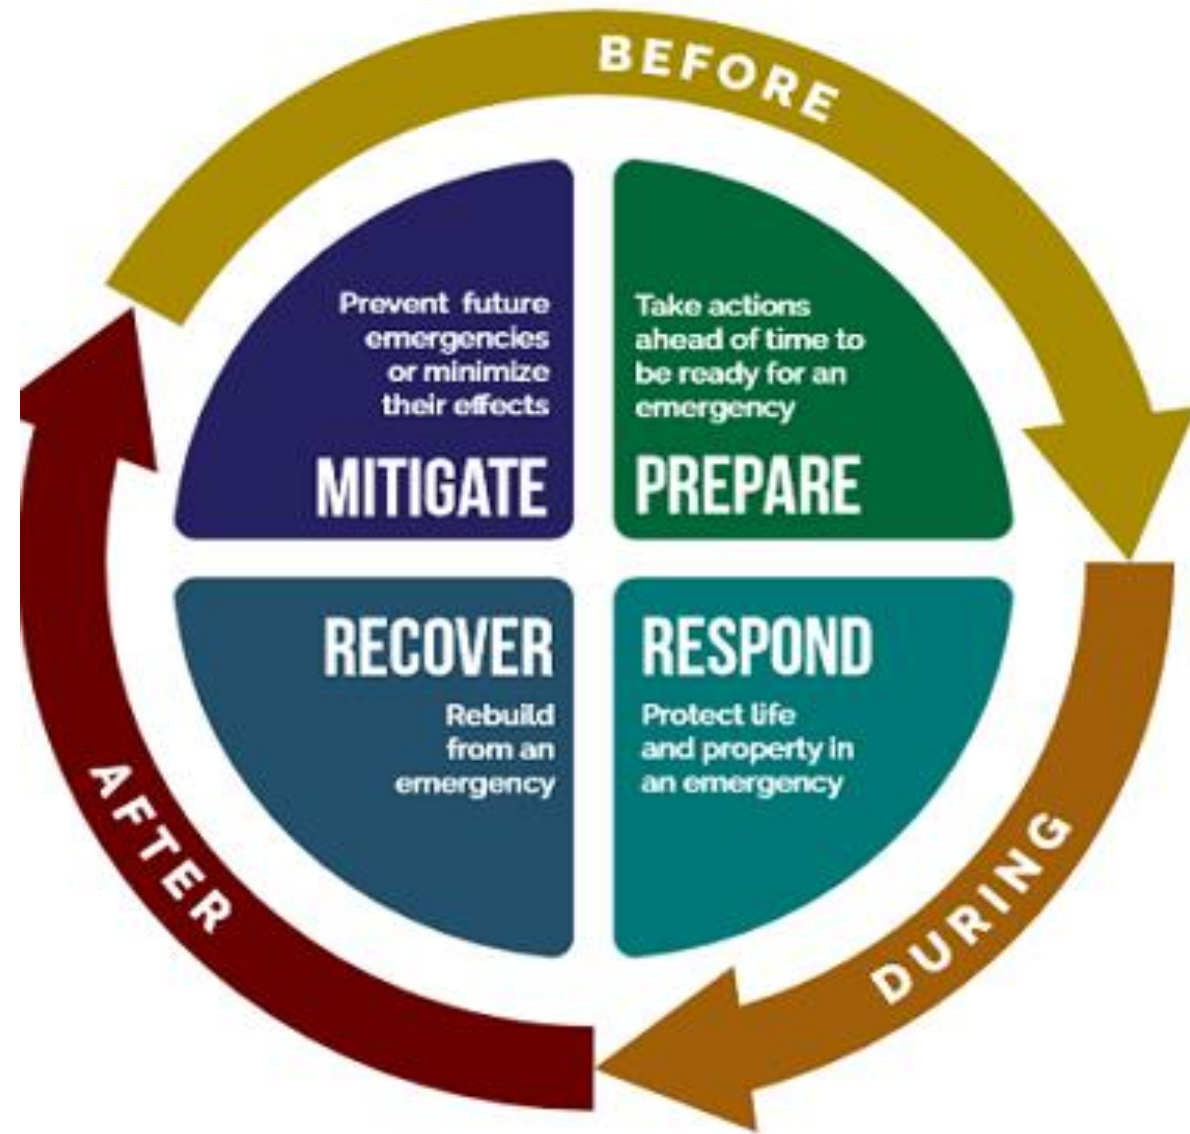 BEFORE
Prevent future
emergencies
or minimize
their effects
MITIGATE
Take actions
ahead of time to
be ready for an
emergency
PREPARE
RECOVER
Rebuild
from an
emergency
RESPOND
Protect life
and property in
an emergency
AFTER
DURING